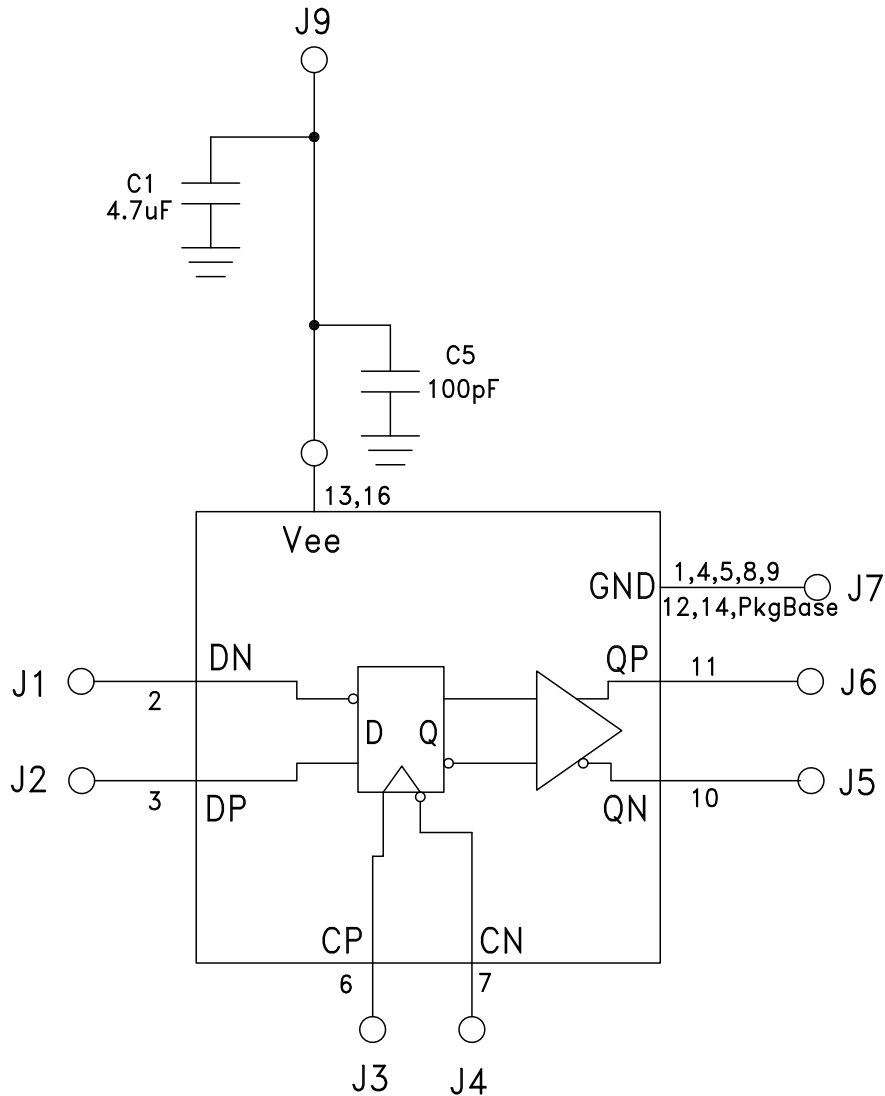 J9
C1
4.7uF
C5
100pF
13,16
Vee
GND
1,4,5,8,9
J7
12,14,PkgBase
DN
QP
11
J1
J6
2
D
Q
J2
J5
3
DP
QN
10
CP
CN
6
7
J3
J4